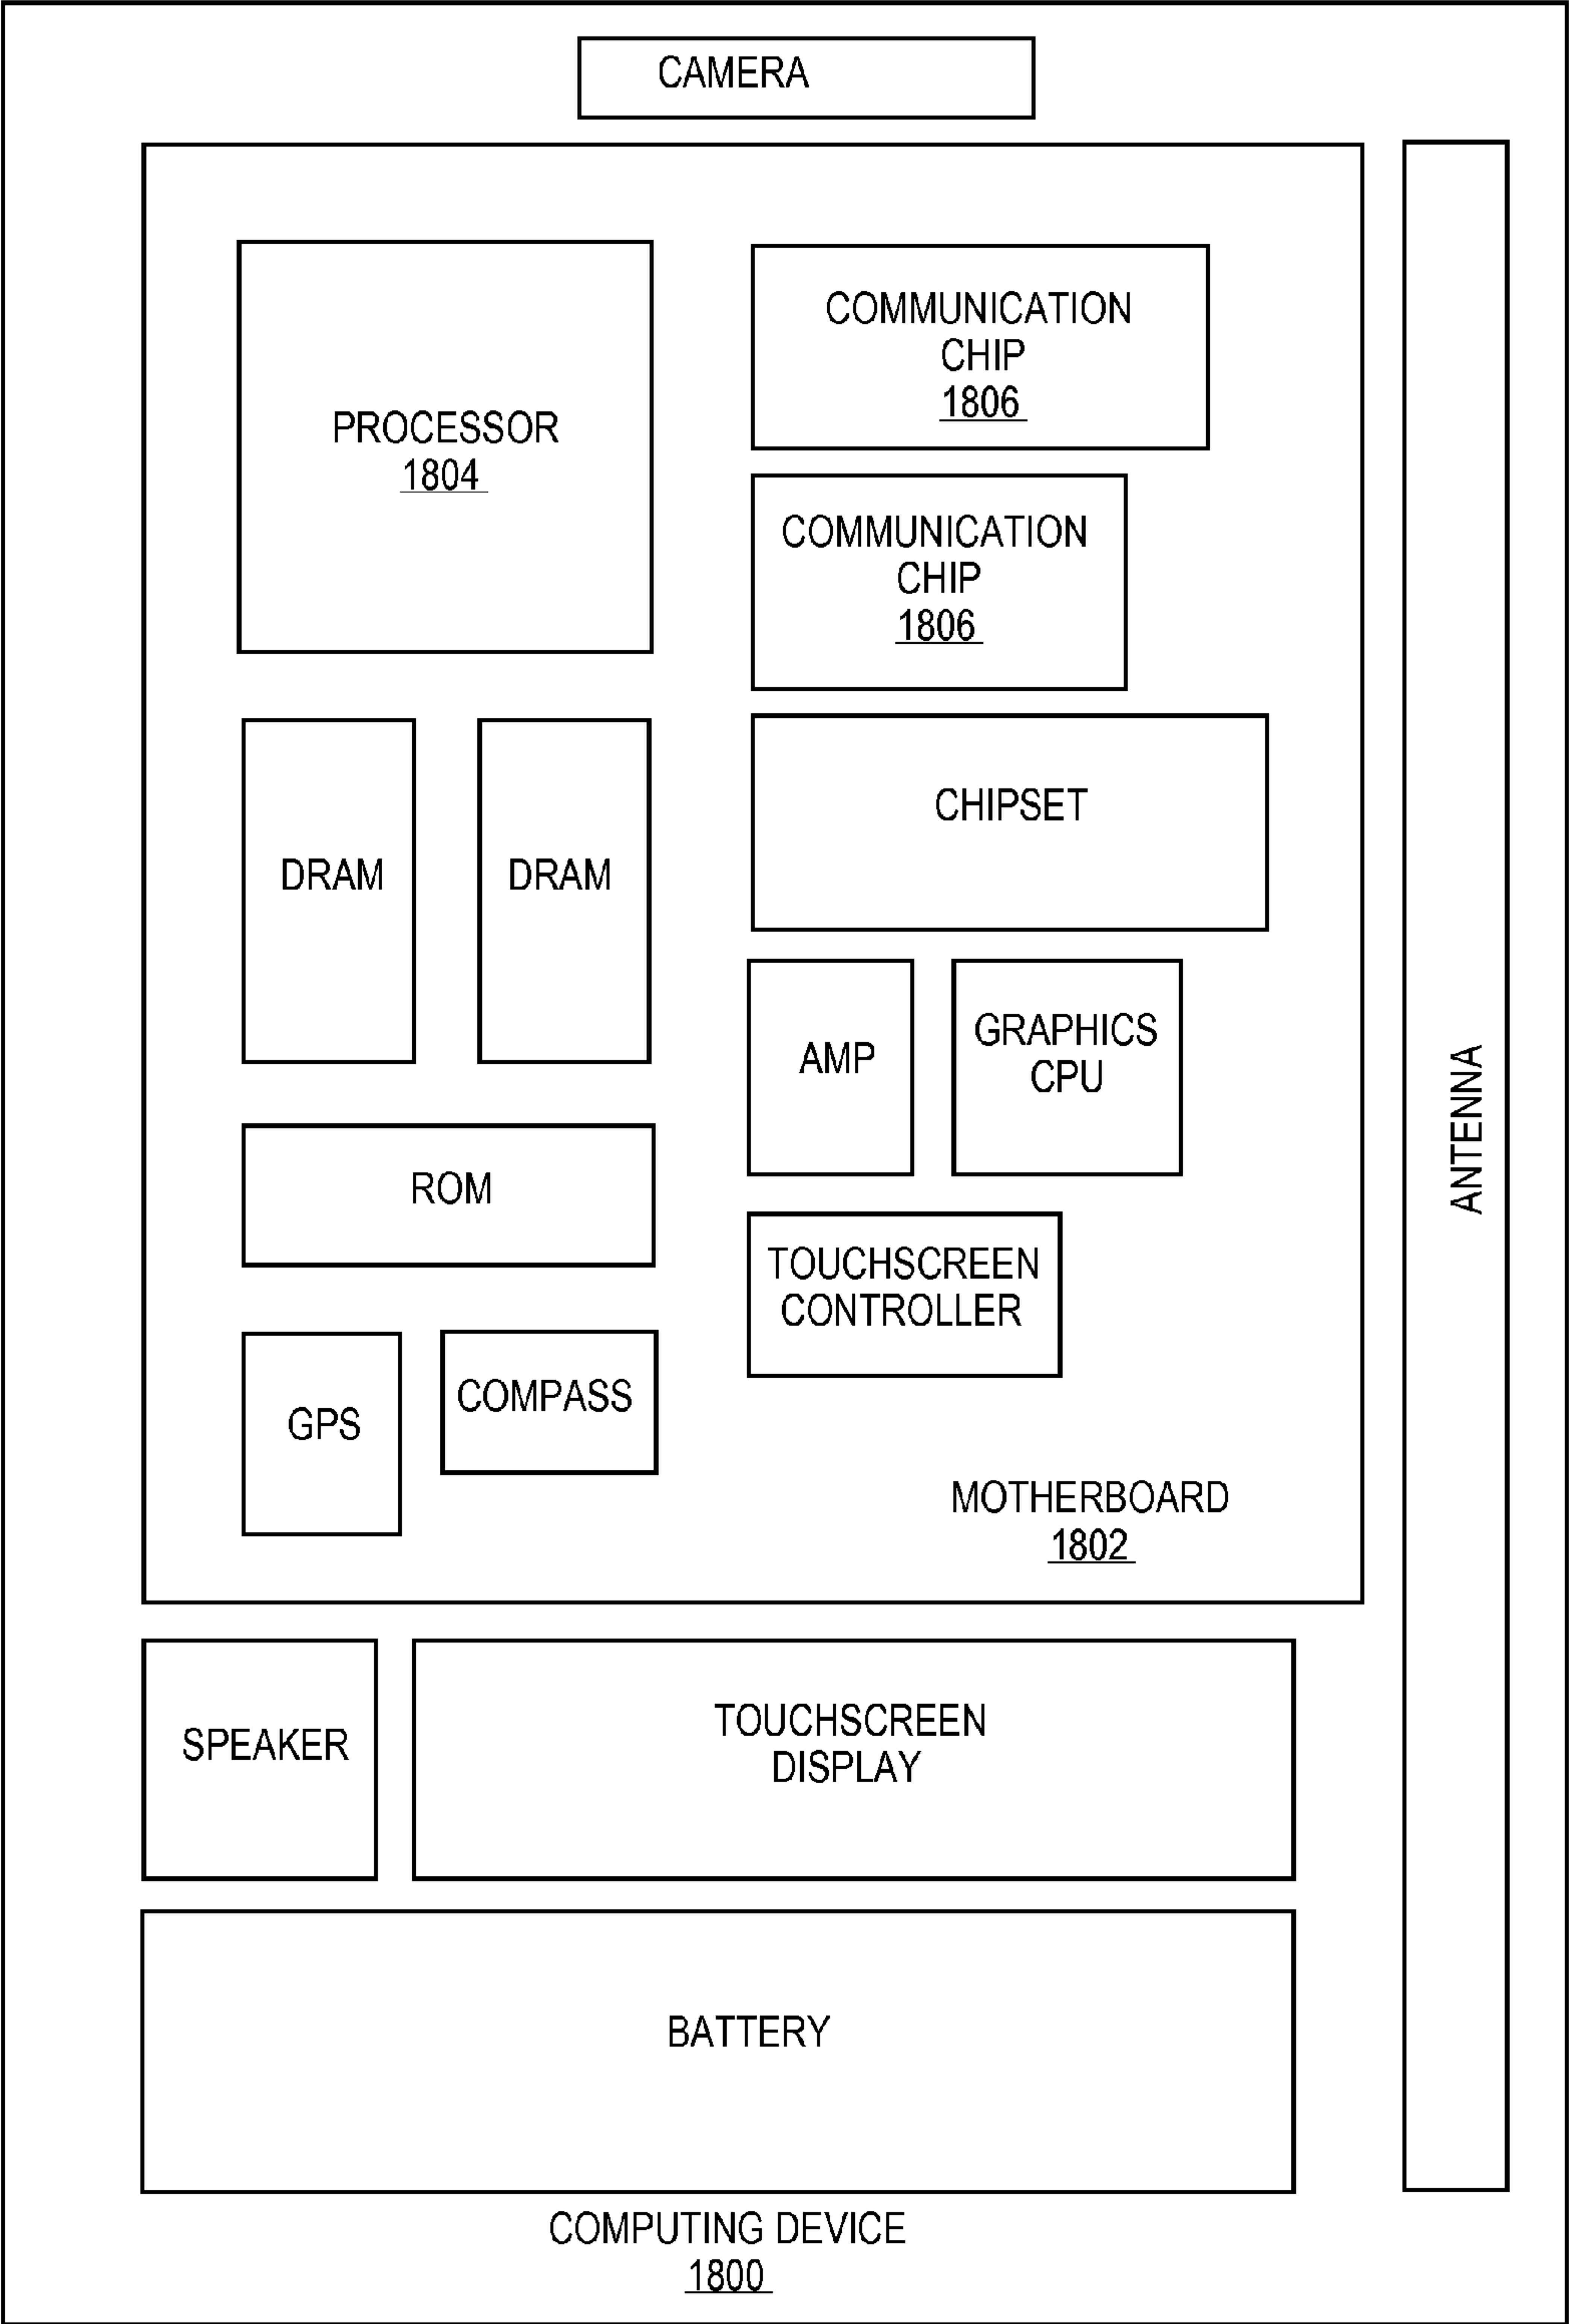 CAMERA
PROCESSOR
1804
COMMUNICATION
CHIP
1806
COMMUNICATION
CHIP
1806
DRAM
DRAM
CHIPSET
AMP
GRAPHICS
CPU
ROM
TOUCHSCREEN
CONTROLLER
GPS
COMPASS
MOTHERBOARD
1802
ANTENNA
SPEAKER
TOUCHSCREEN
DISPLAY
BATTERY
COMPUTING DEVICE
1800